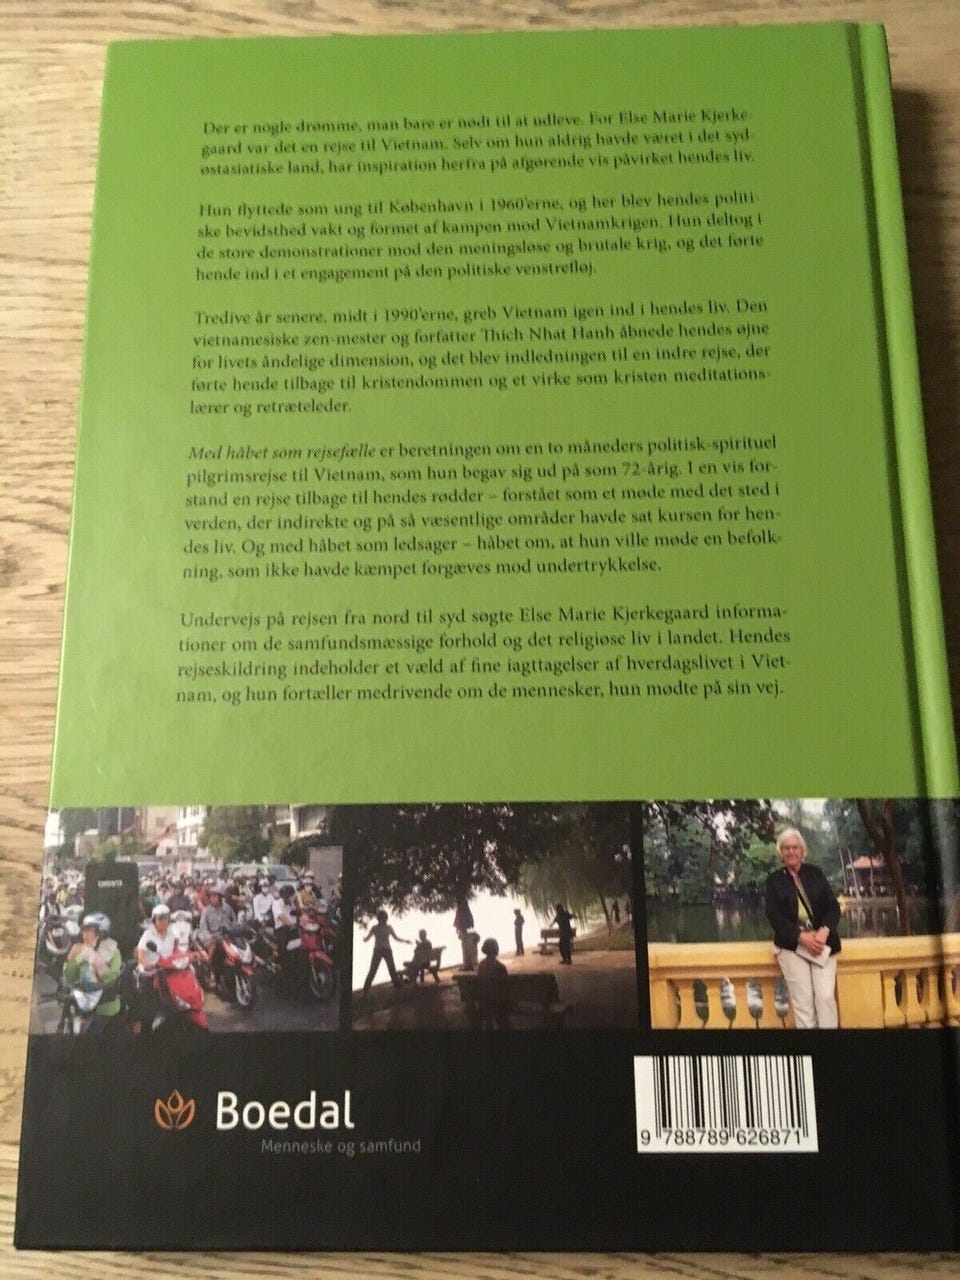 Der er nogle drømme, man bare er nødt til at udleve. For Else Marie Kjerke-
gaard var det en rejse til Vietnam. Selv om hun aldrig havde været i det syd-
østasiatiske land, har inspiration herfra på afgørende vis påvirket hendes liv.
Hun flyttede som ung til København i 1960'erne, og her blev hendes politi-
ske bevidsthed vakt og formet af kampen mod Vietnamkrigen. Hun deltog i
de store demonstrationer mod den meningsløse og brutale krig, og det førte
hende ind i et engagement på den politiske venstrefløj.
Tredive år senere, midt i 1990'erne, greb Vietnam igen ind i hendes liv. Den
vietnamesiske zen-mester og forfatter Thich Nhat Hanh åbnede hendes øjne
for livets åndelige dimension, og det blev indledningen til en indre rejse, der
førte hende tilbage til kristendommen og et virke som kristen meditations-
lærer og retræteleder.
Med håbet som rejsefælle er beretningen om en to måneders politisk-spirituel
pilgrimsrejse til Vietnam, som hun begav sig ud på som 72-årig. I en vis for-
stand en rejse tilbage til hendes rødder – forstået som et møde med det sted i
verden, der indirekte og på så væsentlige områder havde sat kursen for hen-
des liv. Og med håbet som ledsager – håbet om, at hun ville møde en befolk-
ning, som ikke havde kæmpet forgæves mod undertrykkelse.
Undervejs på rejsen fra nord til syd søgte Else Marie Kjerkegaard informa-
tioner om de samfundsmæssige forhold og det religiøse liv i landet. Hendes
rejseskildring indeholder et væld af fine iagttagelser af hverdagslivet i Viet-
nam, og hun fortæller medrivende om de mennesker, hun mødte på sin vej.
Boedal
Menneske og samfund
9 788789 626871